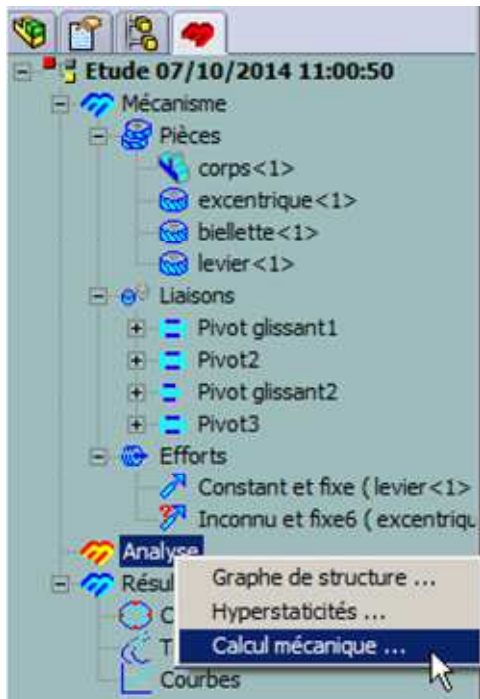 Etude 07/10/2014 11:00:50
Mécanisme
Pièces
corps<1>
excentrique<1>
biellette<1>
levier<1>
Liaisons
Pivot glissant1
Pivot2
Pivot glissant2
Pivot3
Efforts
Constant et fixe ( levier<1>
Inconnu et fixe6 ( excentriqu
Analyse
Graphe de structure ...
Résul
Hyperstaticités ...
C
Calcul mécanique ...
T
Courbes